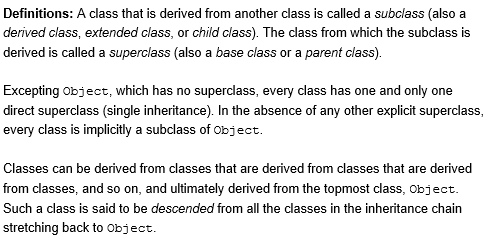 Definitions: A class that is derived from another class is called a subclass (also a
derived class, extended class, or child class). The class from which the subclass is
derived is called a superclass (also a base class or a parent class).
Excepting Object, which has no superclass, every class has one and only one
direct superclass (single inheritance). In the absence of any other explicit superclass,
every class is implicitly a subclass of Object.
Classes can be derived from classes that are derived from classes that are derived
from classes, and so on, and ultimately derived from the topmost class, Object.
Such a class is said to be descended from all the classes in the inheritance chain
stretching back to Object.